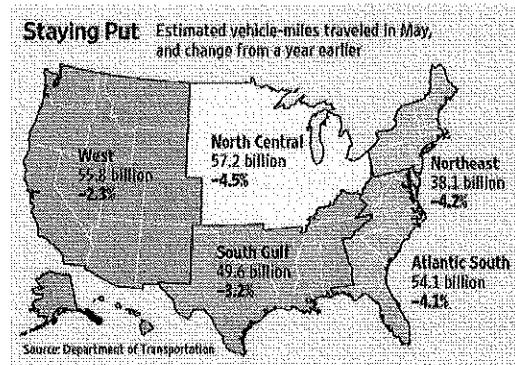 Staying Put
Estimated vehicle-miles traveled in May,
and change from a year earlier
West
55.8 billion
–2.3%
North Central
57.2 billion
–4.5%
Northeast
38.1 billion
–4.2%
South Gulf
49.6 billion
–3.2%
Atlantic South
54.1 billion
–4.1%
Source: Department of Transportation